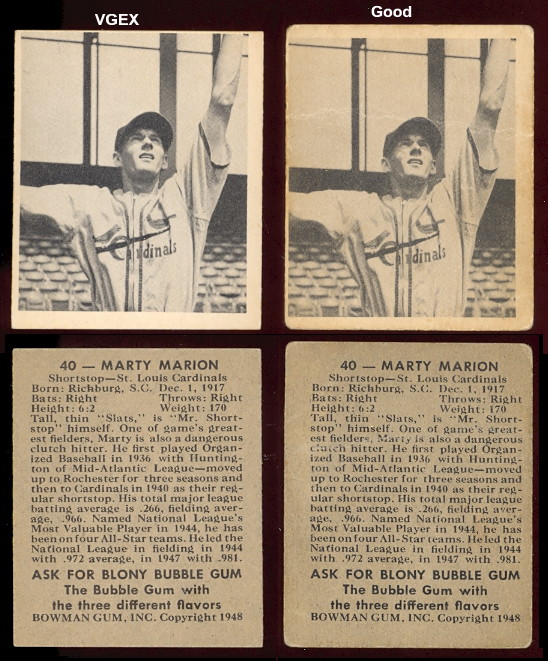 VGEX
Good
Cardinals
Cardinals
40 — MARTY MARION
Shortstop—St. Louis Cardinals
Born: Richburg, S.C. Dec. 1, 1917
Bats: Right Throws: Right
Height: 6:2 Weight: 170
Tall, thin "Slats," is "Mr. Short-
stop" himself. One of game's great-
est fielders, Marty is also a dangerous
clutch hitter. He first played Organ-
ized Baseball in 1936 with Hunting-
ton of Mid-Atlantic League—moved
up to Rochester for three seasons and
then to Cardinals in 1940 as their reg-
ular shortstop. His total major league
batting average is .266, fielding aver-
age, .966. Named National League's
Most Valuable Player in 1944, he has
been on four All-Star teams. He led the
National League in fielding in 1944
with .972 average, in 1947 with .981.
ASK FOR BLONY BUBBLE GUM
The Bubble Gum with
the three different flavors
BOWMAN GUM, INC. Copyright 1948
40 — MARTY MARION
Shortstop—St. Louis Cardinals
Born: Richburg, S.C. Dec. 1, 1917
Bats: Right Throws: Right
Height: 6:2 Weight: 170
Tall, thin "Slats," is "Mr. Short-
stop" himself. One of game's great-
est fielders, Marty is also a dangerous
clutch hitter. He first played Organ-
ized Baseball in 1936 with Hunting-
ton of Mid-Atlantic League—moved
up to Rochester for three seasons and
then to Cardinals in 1940 as their reg-
ular shortstop. His total major league
batting average is .266, fielding aver-
age, .966. Named National League's
Most Valuable Player in 1944, he has
been on four All-Star teams. He led the
National League in fielding in 1944
with .972 average, in 1947 with .981.
ASK FOR BLONY BUBBLE GUM
The Bubble Gum with
the three different flavors
BOWMAN GUM, INC. Copyright 1948